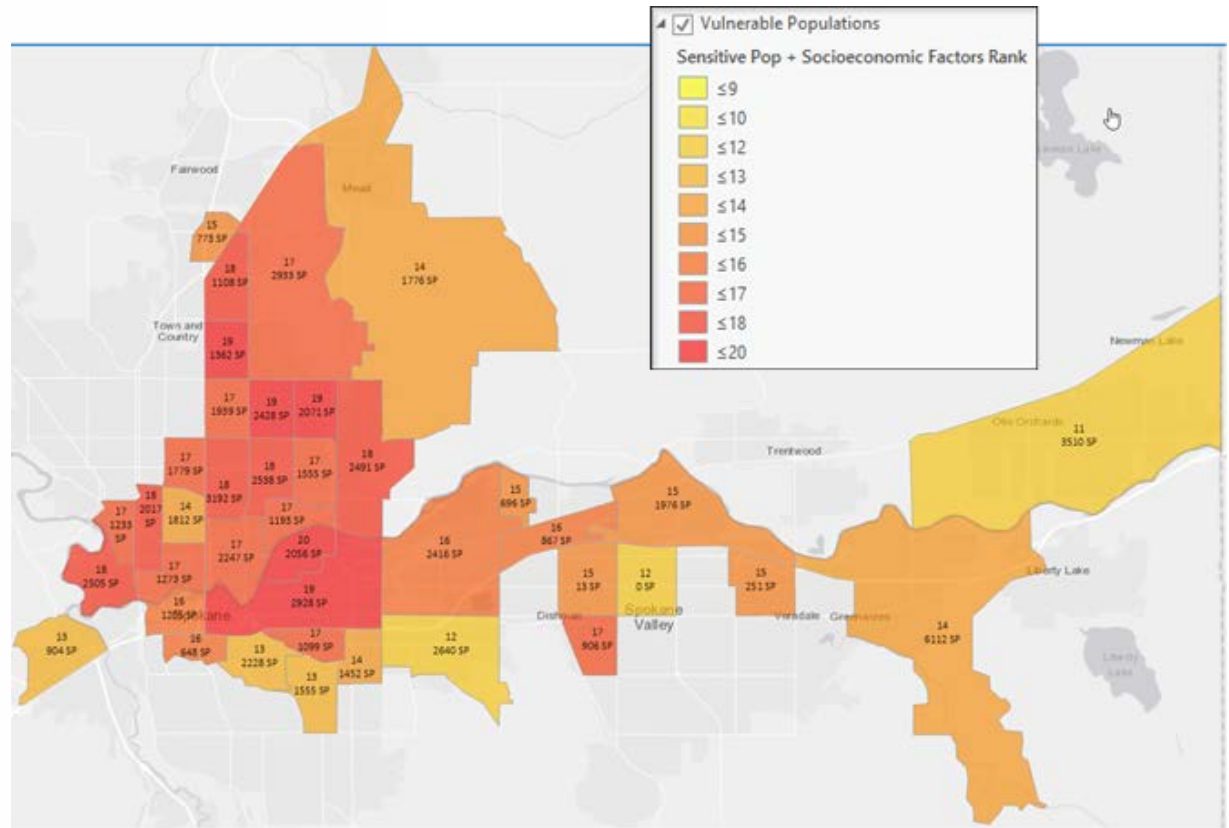 Vulnerable Populations
Sensitive Pop + Socioeconomic Factors Rank
≤9
≤10
≤12
≤13
≤14
≤15
≤16
≤17
≤18
≤20
Fairwood
Mead
15
773 SP
18
1108 SP
17
2933 SP
14
1776 SP
Town and
Country
19
1362 SP
Newman Lake
17
1939 SP
19
2428 SP
19
2071 SP
Otis Orchards
11
3510 SP
Trentwood
17
1779 SP
18
3192 SP
18
2538 SP
17
1555 SP
18
2491 SP
17
1233
SP
18
2017
SP
14
1812 SP
17
1193 SP
15
696 SP
15
1976 SP
17
2247 SP
20
2056 SP
16
2416 SP
16
867 SP
18
2505 SP
17
1273 SP
15
13 SP
12
0 SP
15
251 SP
Liberty Lake
19
2928 SP
16
Spokane
Dishman
Spokane
Valley
Veradale
Greenacres
13
904 SP
16
648 SP
13
2228 SP
17
1099 SP
14
1452 SP
12
2640 SP
17
906 SP
14
6112 SP
13
1555 SP
Liberty
Lake